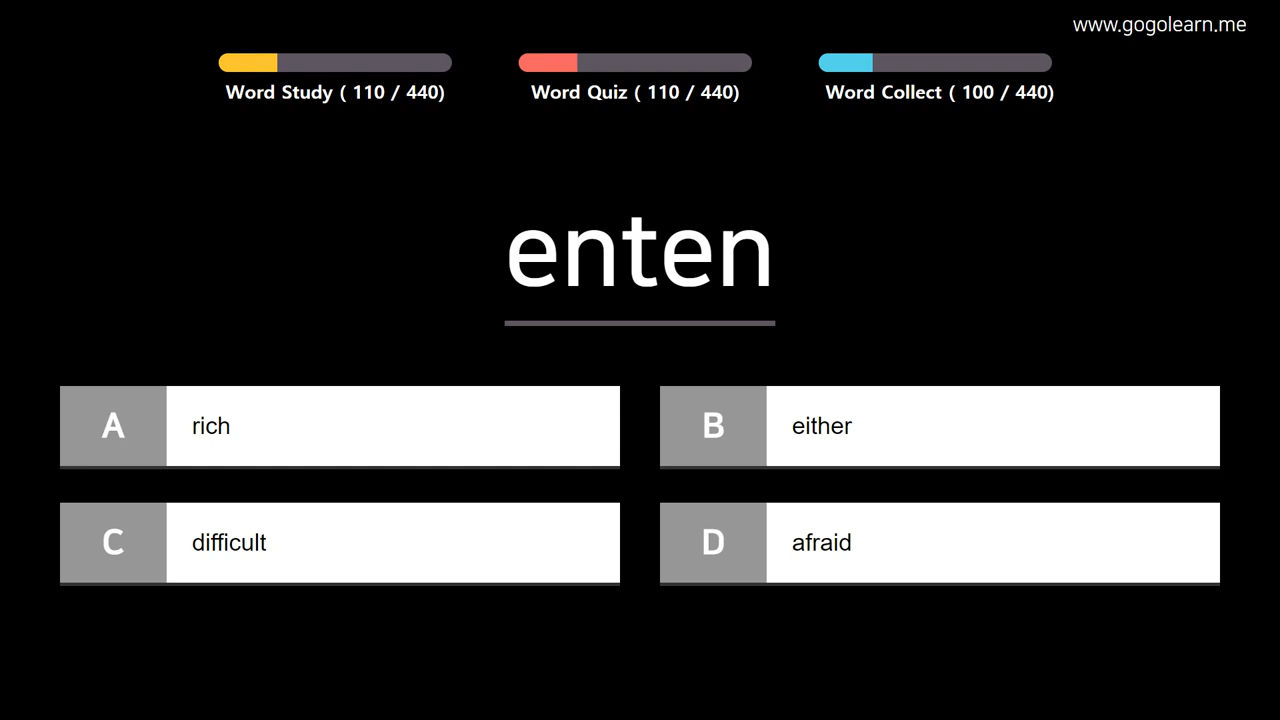 www.gogolearn.me
Word Study ( 110 / 440)
Word Quiz ( 110 / 440)
Word Collect ( 100 / 440)
enten
A rich
B either
C difficult
D afraid